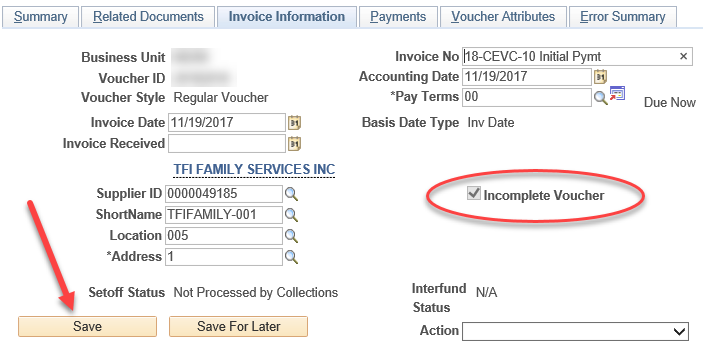 Summary Related Documents Invoice Information Payments Voucher Attributes Error Summary
Business Unit
Invoice No 18-CEVC-10 Initial Pymt ×
Voucher ID
Accounting Date 11/19/2017 31
Voucher Style Regular Voucher
*Pay Terms 00 Due Now
Invoice Date 11/19/2017 31
Basis Date Type Inv Date
Invoice Received 31
TFI FAMILY SERVICES INC
Supplier ID 0000049185
Incomplete Voucher
ShortName TFIFAMILY-001
Location 005
*Address 1
Setoff Status Not Processed by Collections
Interfund Status N/A
Save Save For Later
Action